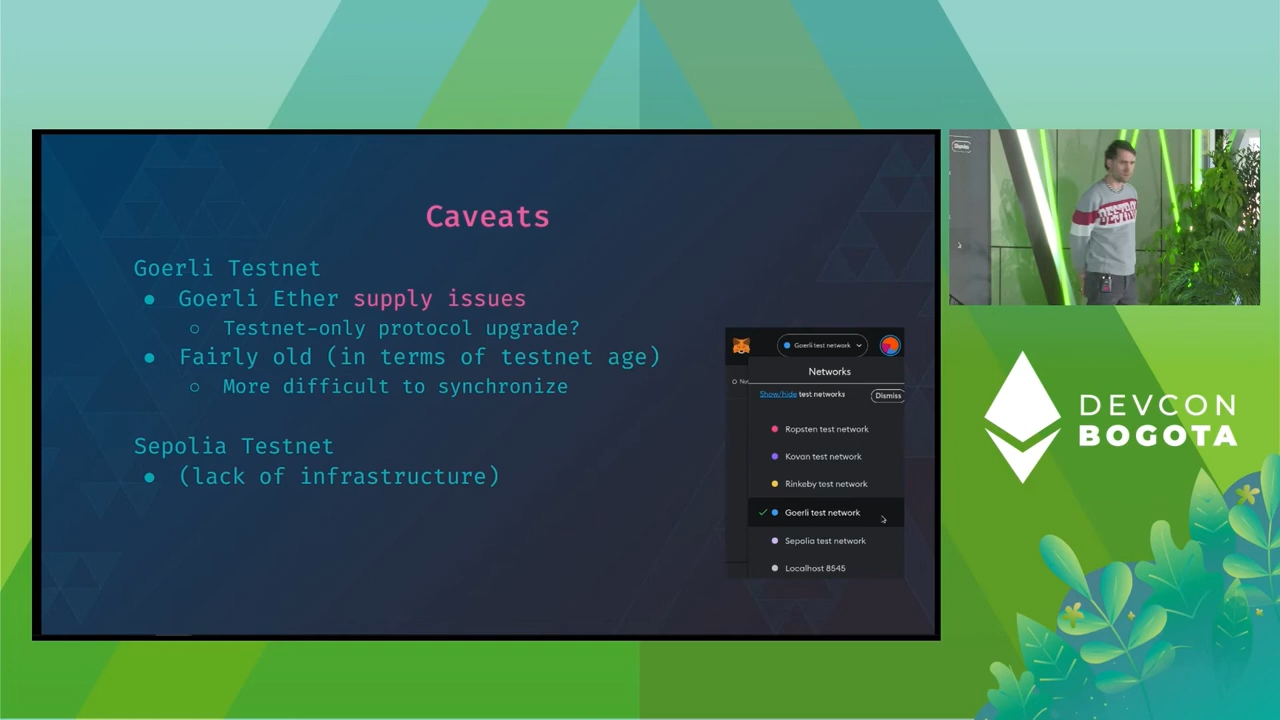 Caveats
Goerli Testnet
● Goerli Ether supply issues
○ Testnet-only protocol upgrade?
● Fairly old (in terms of testnet age)
○ More difficult to synchronize
Sepolia Testnet
● (lack of infrastructure)
Goerli test network
Networks
Show/hide test networks
Dismiss
Ropsten test network
Kovan test network
Rinkeby test network
Goerli test network
Sepolia test network
Localhost 8545
Dismiss
DEVCON
BOGOTA